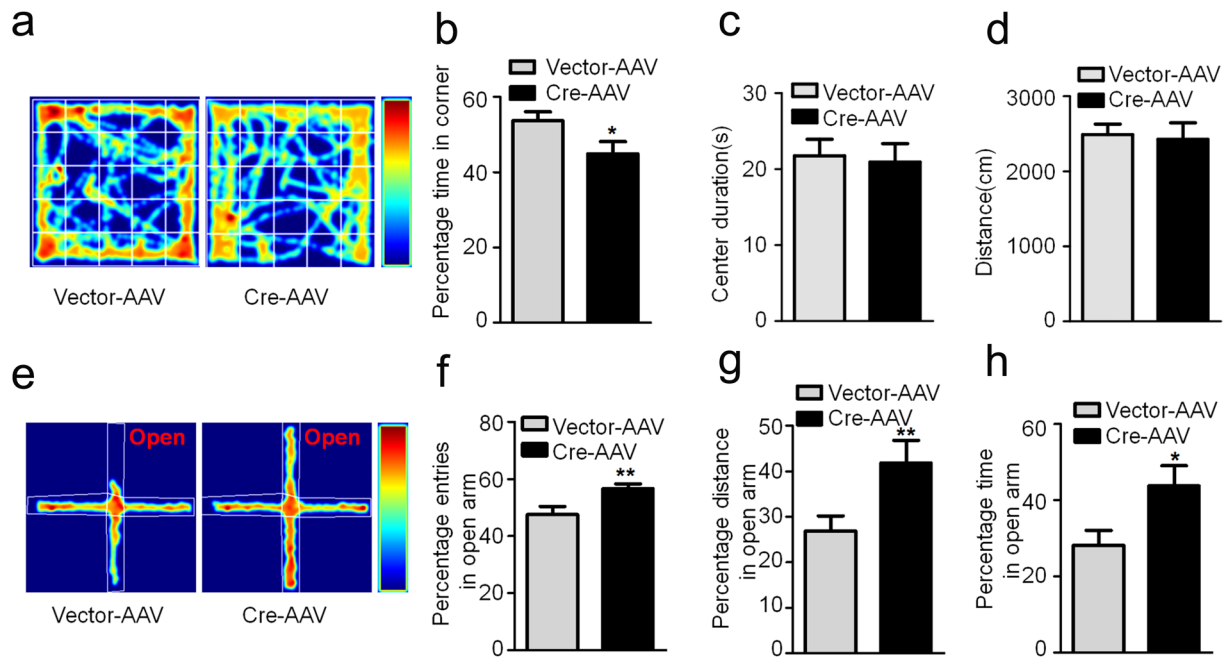 a
Vector-AAV
Cre-AAV
b
Vector-AAV
Cre-AAV
Percentage time in corner
60
40
20
0
*
c
Vector-AAV
Cre-AAV
Center duration(s)
30
20
10
0
d
Vector-AAV
Cre-AAV
Distance(cm)
3000
2000
1000
0
e
Open
Open
Vector-AAV
Cre-AAV
f
Vector-AAV
Cre-AAV
Percentage entries
in open arm
80
60
40
20
0
**
g
Vector-AAV
Cre-AAV
Percentage distance
in open arm
50
40
30
20
10
0
**
h
Vector-AAV
Cre-AAV
Percentage time
in open arm
60
40
20
0
*